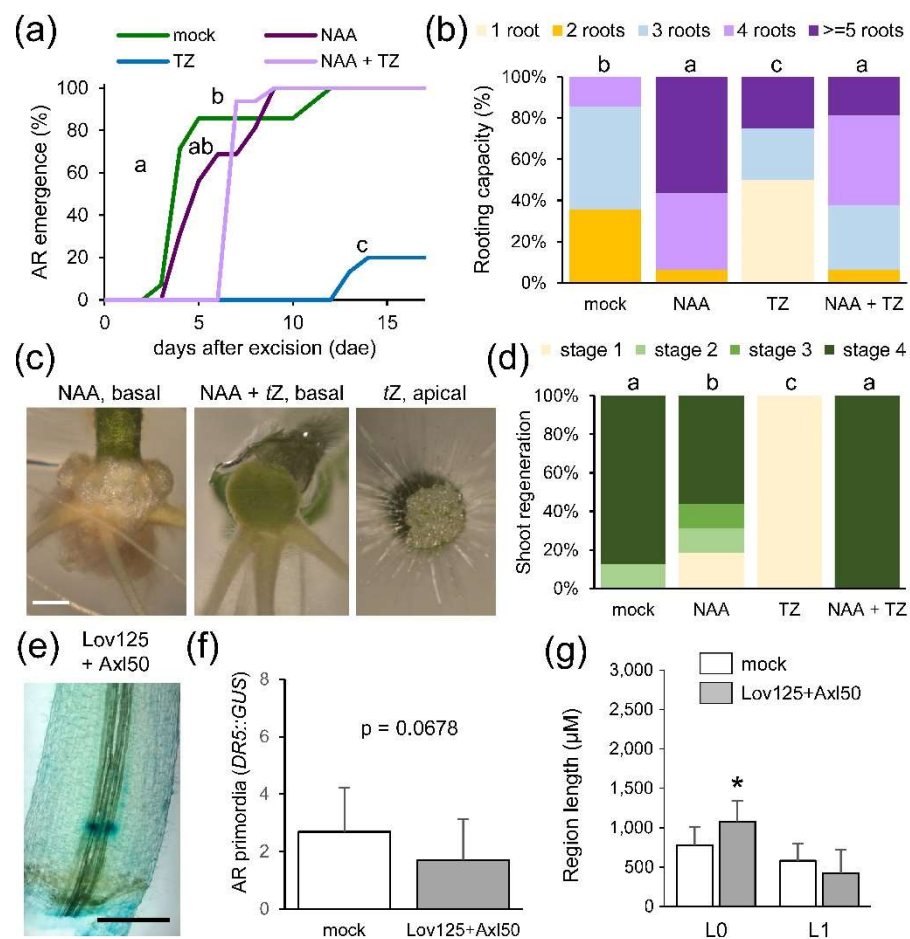 (a)
mock
NAA
TZ
NAA + TZ
AR emergence (%)
100
80
60
40
20
0
0
5
10
15
days after excision (dae)
a
ab
b
c
(b)
1 root
2 roots
3 roots
4 roots
>=5 roots
Rooting capacity (%)
100%
80%
60%
40%
20%
0%
b
a
c
a
mock
NAA
TZ
NAA + TZ
(c)
NAA, basal
NAA + tZ, basal
tZ, apical
(d)
stage 1
stage 2
stage 3
stage 4
Shoot regeneration
100%
80%
60%
40%
20%
0%
a
b
c
a
mock
NAA
TZ
NAA + TZ
(e)
Lov125
+ Axl50
(f)
AR primordia (DR5::GUS)
8
6
4
2
0
p = 0.0678
mock
Lov125+Axl50
(g)
mock
Lov125+Axl50
Region length (µM)
3,000
2,500
2,000
1,500
1,000
500
0
*
L0
L1